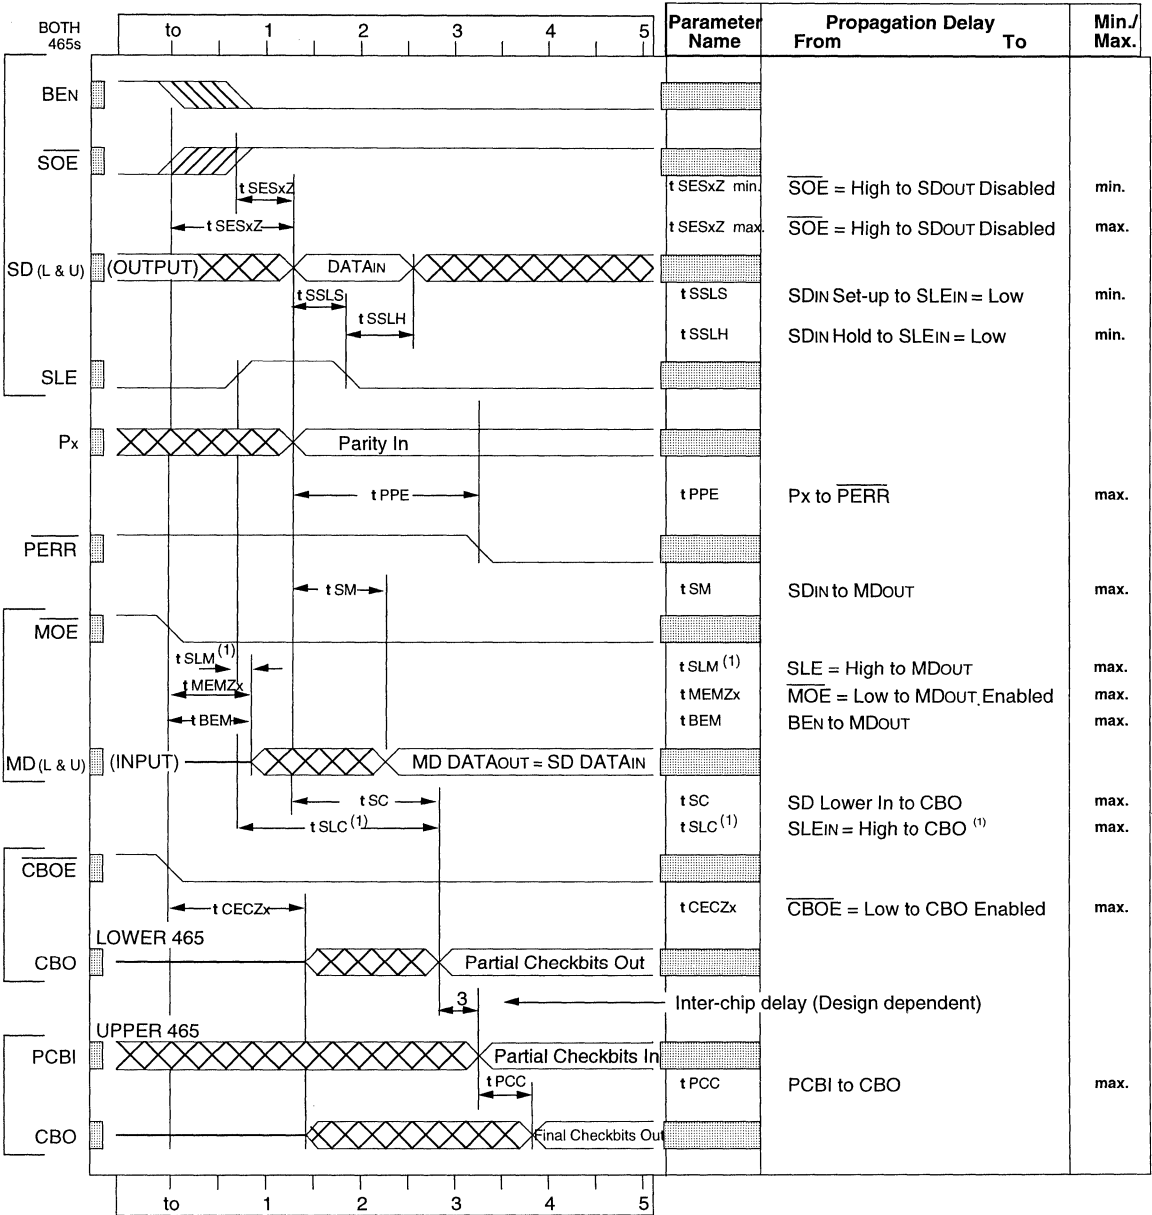 BOTH 465s to 1 2 3 4 5 Parameter Name Propagation Delay From To Min./ Max.
BEN
SOE
t SESxZ t SESxZ min. SOE = High to SDOUT Disabled min.
t SESxZ t SESxZ max. SOE = High to SDOUT Disabled max.
SD (L & U) (OUTPUT) DATAIN
t SSLS t SSLS SDIN Set-up to SLEIN = Low min.
t SSLH t SSLH SDIN Hold to SLEIN = Low min.
SLE
Px Parity In
t PPE t PPE Px to PERR max.
PERR
t SM t SM SDIN to MDOUT max.
MOE
t SLM (1) t SLM (1) SLE = High to MDOUT max.
t MEMZx t MEMZx MOE = Low to MDOUT Enabled max.
t BEM t BEM BEN to MDOUT max.
MD (L & U) (INPUT) MD DATAOUT = SD DATAIN
t SC t SC SD Lower In to CBO max.
t SLC (1) t SLC (1) SLEIN = High to CBO (1) max.
CBOE
t CECZx t CECZx CBOE = Low to CBO Enabled max.
LOWER 465
CBO Partial Checkbits Out
3 Inter-chip delay (Design dependent)
UPPER 465
PCBI Partial Checkbits In
t PCC t PCC PCBI to CBO max.
CBO Final Checkbits Out
to 1 2 3 4 5